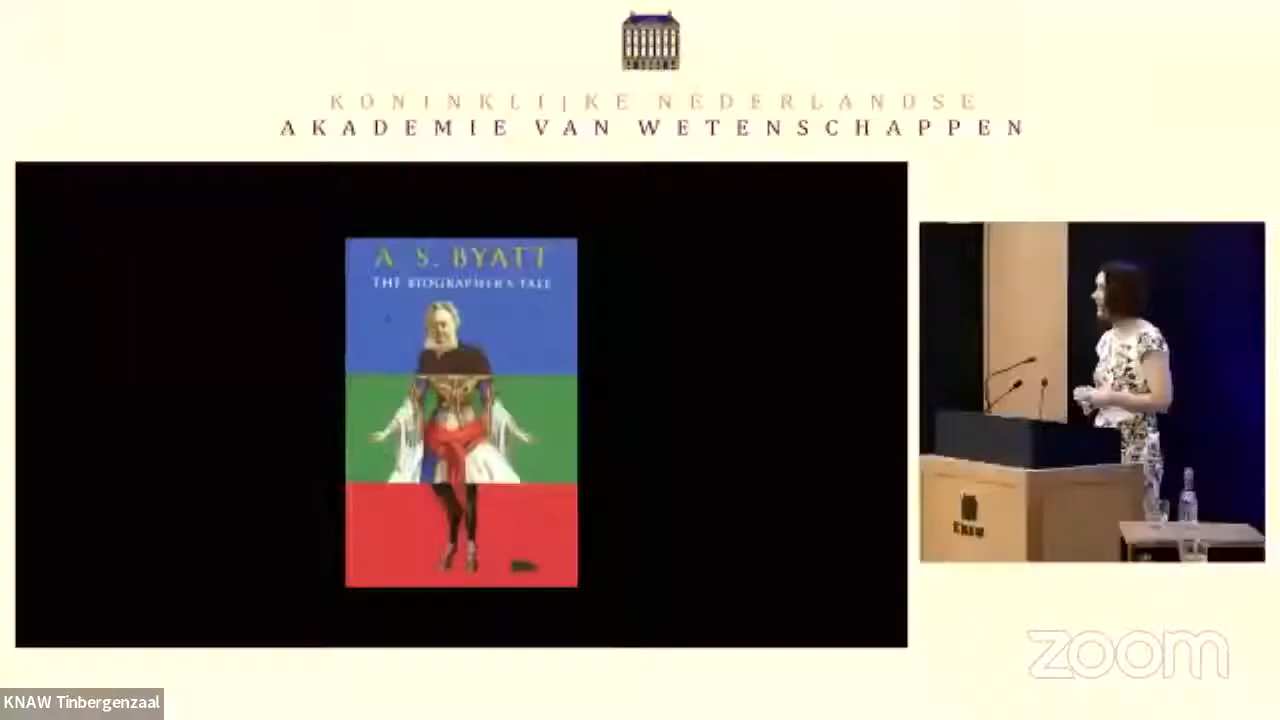 KONINKLIJKE NEDERLANDSE
AKADEMIE VAN WETENSCHAPPEN
A. S. BYATT
THE BIOGRAPHER'S TALE
KNAW
zoom
KNAW Tinbergenzaal